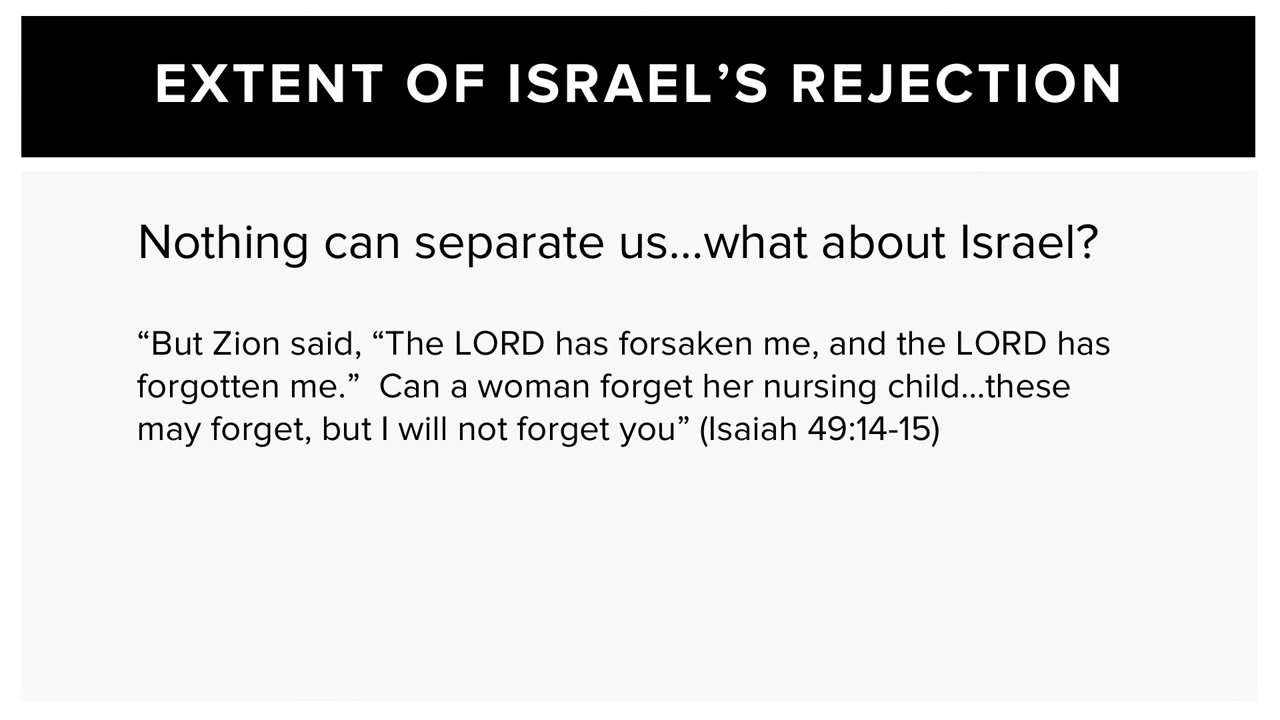 EXTENT OF ISRAEL’S REJECTION
Nothing can separate us...what about Israel?
“But Zion said, “The LORD has forsaken me, and the LORD has
forgotten me.”  Can a woman forget her nursing child...these
may forget, but I will not forget you” (Isaiah 49:14-15)